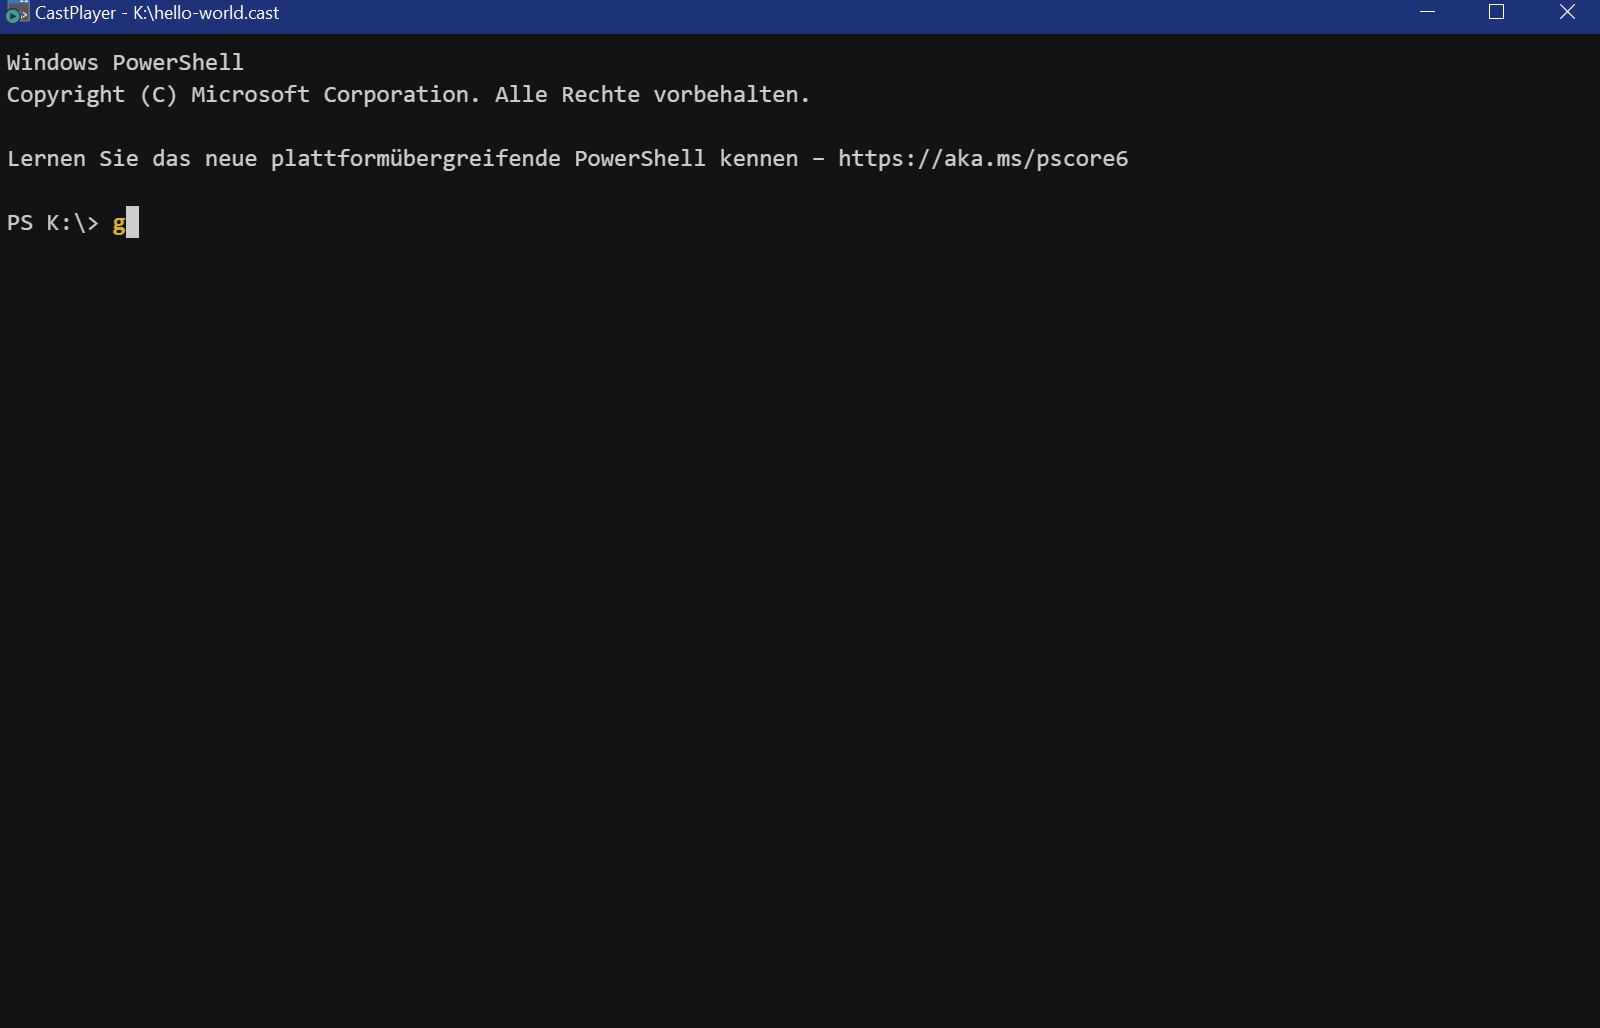 CastPlayer - K:\hello-world.cast
Windows PowerShell
Copyright (C) Microsoft Corporation. Alle Rechte vorbehalten.
Lernen Sie das neue plattformübergreifende PowerShell kennen – https://aka.ms/pscore6
PS K:\> g